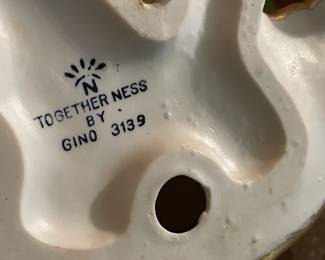 N
TOGETHER NESS
BY
GINO 3139